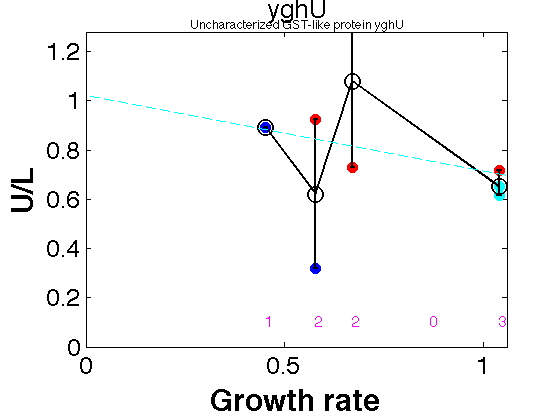 yghU
Uncharacterized GST-like protein yghU
U/L
1.2
1
0.8
0.6
0.4
0.2
0
1 2 2 0 3
0 0.5 1
Growth rate